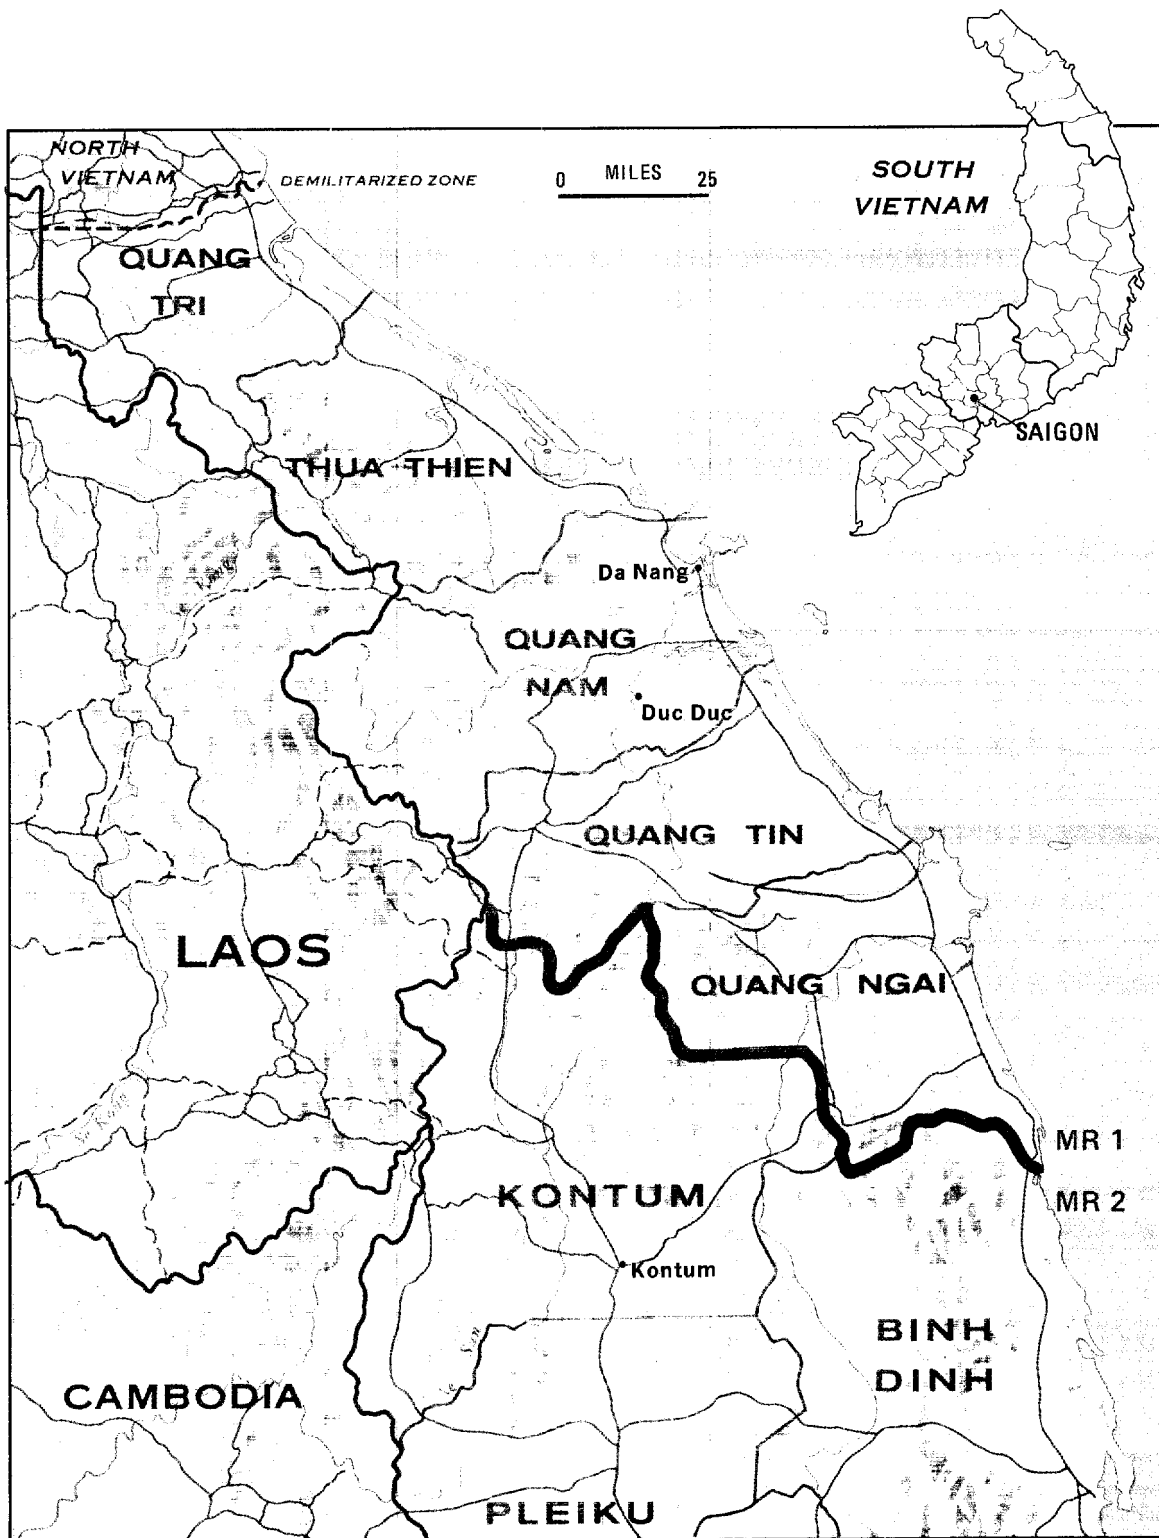 NORTH
VIETNAM
DEMILITARIZED ZONE
0 MILES 25
SOUTH
VIETNAM
QUANG
TRI
SAIGON
THUA THIEN
Da Nang
QUANG
NAM
Duc Duc
QUANG TIN
LAOS
QUANG NGAI
MR 1
MR 2
KONTUM
Kontum
BINH
DINH
CAMBODIA
PLEIKU